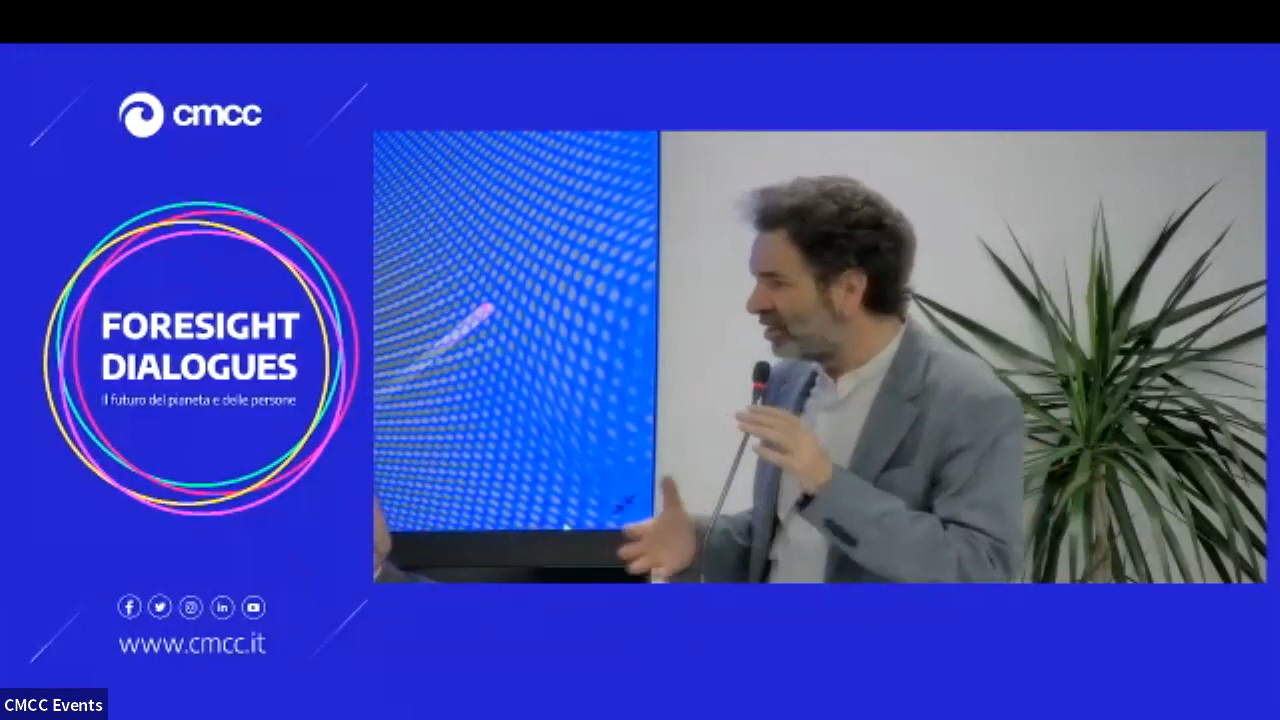 cmcc
FORESIGHT
DIALOGUES
Il futuro del pianeta e delle persone
www.cmcc.it
CMCC Events